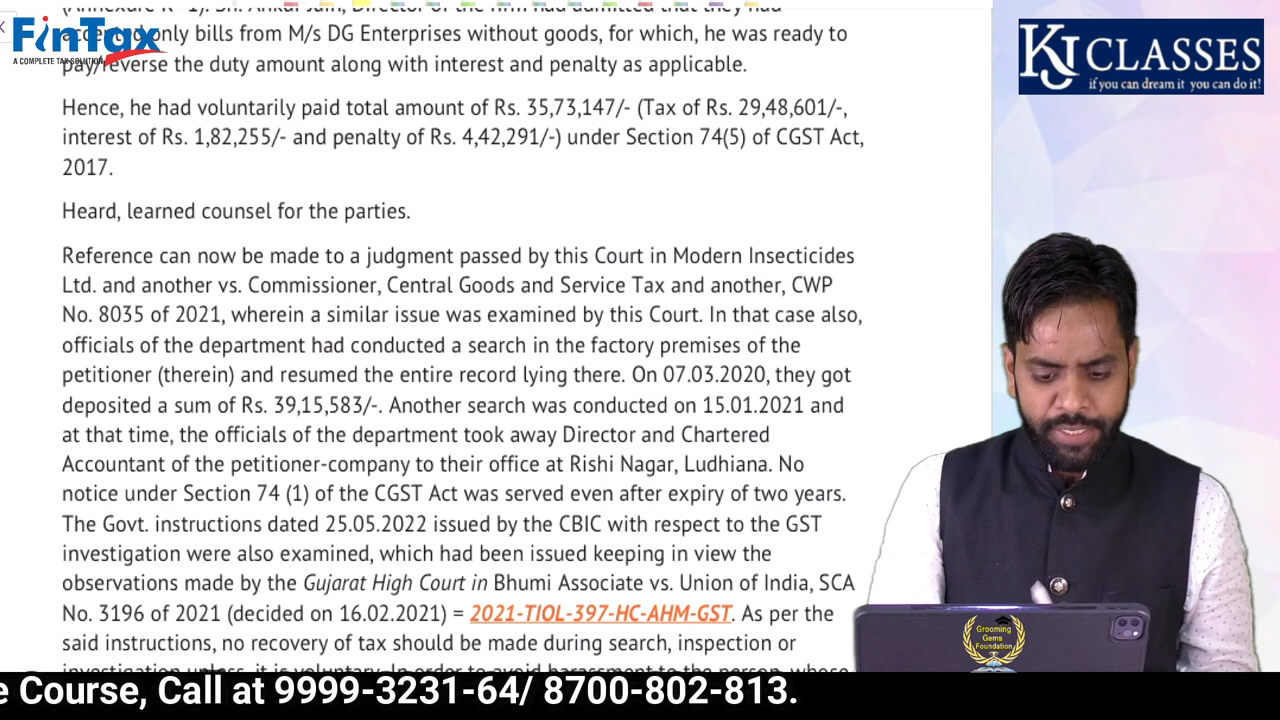 FinTax
A COMPLETE TAX SOLUTION
KJ CLASSES
if you can dream it you can do it!
(Annexure R-1). Sh. Ankur Jain, Director of the firm had admitted that they had
accepted only bills from M/s DG Enterprises without goods, for which, he was ready to
pay/reverse the duty amount along with interest and penalty as applicable.
Hence, he had voluntarily paid total amount of Rs. 35,73,147/- (Tax of Rs. 29,48,601/-,
interest of Rs. 1,82,255/- and penalty of Rs. 4,42,291/-) under Section 74(5) of CGST Act,
2017.
Heard, learned counsel for the parties.
Reference can now be made to a judgment passed by this Court in Modern Insecticides
Ltd. and another vs. Commissioner, Central Goods and Service Tax and another, CWP
No. 8035 of 2021, wherein a similar issue was examined by this Court. In that case also,
officials of the department had conducted a search in the factory premises of the
petitioner (therein) and resumed the entire record lying there. On 07.03.2020, they got
deposited a sum of Rs. 39,15,583/-. Another search was conducted on 15.01.2021 and
at that time, the officials of the department took away Director and Chartered
Accountant of the petitioner-company to their office at Rishi Nagar, Ludhiana. No
notice under Section 74 (1) of the CGST Act was served even after expiry of two years.
The Govt. instructions dated 25.05.2022 issued by the CBIC with respect to the GST
investigation were also examined, which had been issued keeping in view the
observations made by the Gujarat High Court in Bhumi Associate vs. Union of India, SCA
No. 3196 of 2021 (decided on 16.02.2021) = 2021-TIOL-397-HC-AHM-GST. As per the
said instructions, no recovery of tax should be made during search, inspection or
Grooming
Gems
Foundation
e Course, Call at 9999-3231-64/ 8700-802-813.